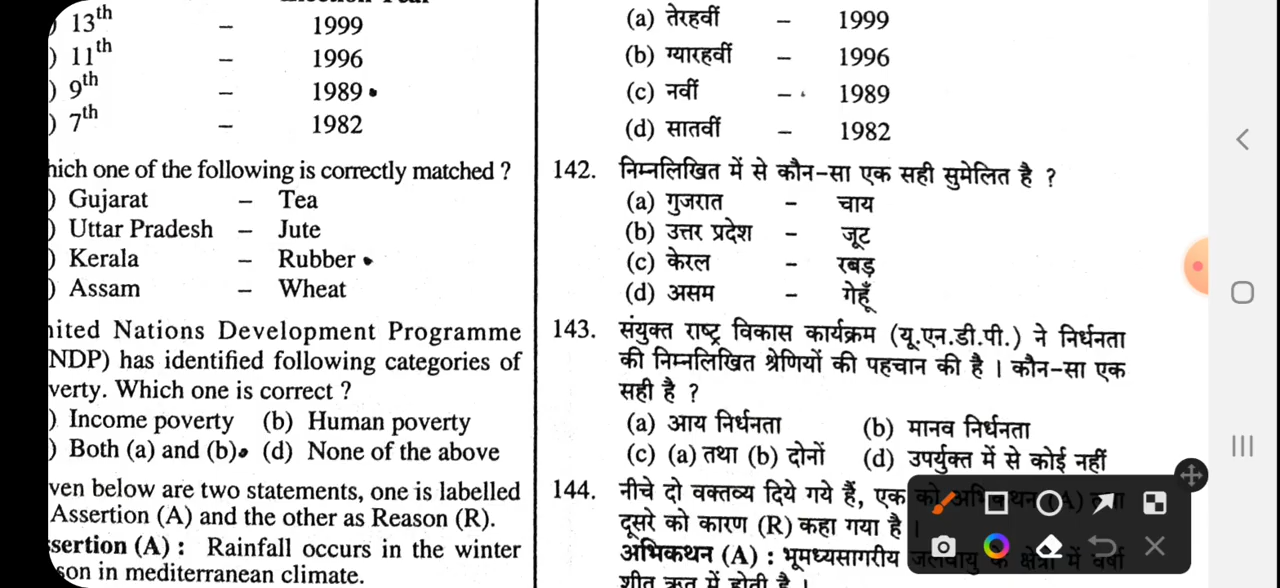 13th – 1999
11th – 1996
9th – 1989
7th – 1982
hich one of the following is correctly matched ?
) Gujarat – Tea
) Uttar Pradesh – Jute
) Kerala – Rubber
) Assam – Wheat
nited Nations Development Programme
NDP) has identified following categories of
verty. Which one is correct ?
) Income poverty (b) Human poverty
) Both (a) and (b) (d) None of the above
ven below are two statements, one is labelled
Assertion (A) and the other as Reason (R).
ssertion (A) : Rainfall occurs in the winter
son in mediterranean climate.
(a) तेरहवीं – 1999
(b) ग्यारहवीं – 1996
(c) नवीं – 1989
(d) सातवीं – 1982
142. निम्नलिखित में से कौन-सा एक सही सुमेलित है ?
(a) गुजरात – चाय
(b) उत्तर प्रदेश – जूट
(c) केरल – रबड़
(d) असम – गेहूँ
143. संयुक्त राष्ट्र विकास कार्यक्रम (यू.एन.डी.पी.) ने निर्धनता
की निम्नलिखित श्रेणियों की पहचान की है । कौन-सा एक
सही है ?
(a) आय निर्धनता (b) मानव निर्धनता
(c) (a) तथा (b) दोनों (d) उपर्युक्त में से कोई नहीं
144. नीचे दो वक्तव्य दिये गये हैं, एक को अभिकथन (A)
दूसरे को कारण (R) कहा गया है ।
अभिकथन (A) : भूमध्यसागरीय जलवायु के क्षेत्रों में वर्षा
शीत ऋतु में होती है ।